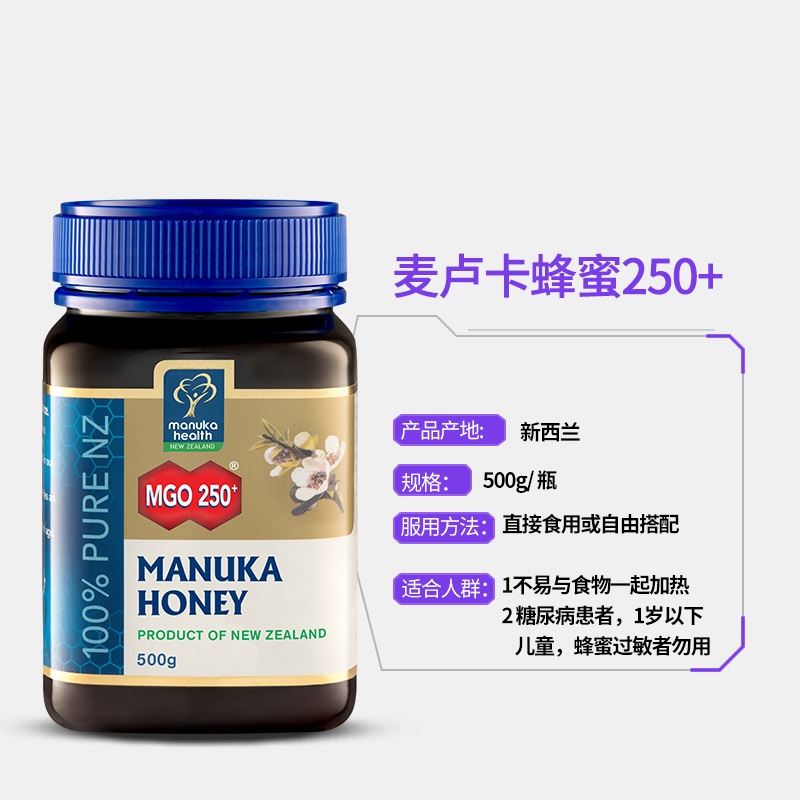 麦卢卡蜂蜜250+
manuka
health
NEW ZEALAND
MGO 250+
®
100% PURE NZ
MANUKA
HONEY
PRODUCT OF NEW ZEALAND
500g
产品产地: 新西兰
规格: 500g/瓶
服用方法: 直接食用或自由搭配
适合人群: 1不易与食物一起加热
2糖尿病患者，1岁以下
儿童，蜂蜜过敏者勿用